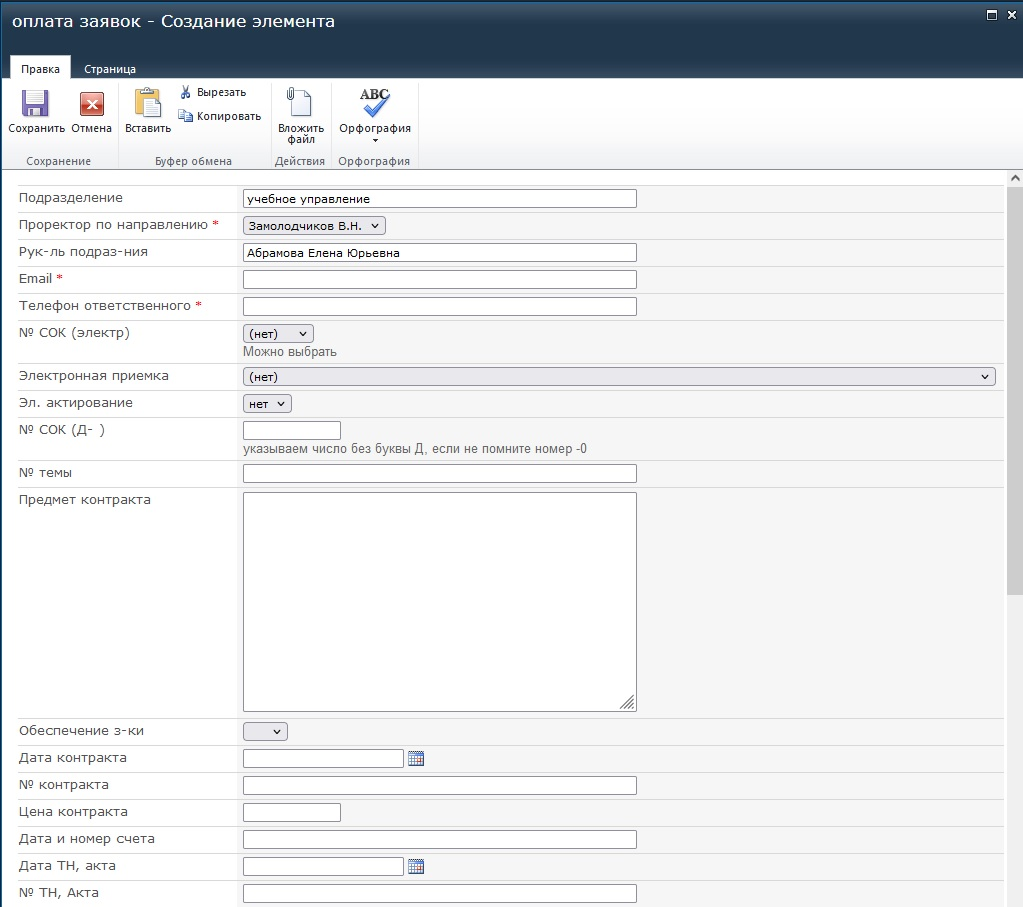 оплата заявок - Создание элемента
Правка
Страница
Сохранить
Отмена
Вставить
Вырезать
Копировать
Вложить
файл
ABC
Орфография
Сохранение
Буфер обмена
Действия
Орфография
Подразделение
учебное управление
Проректор по направлению *
Замолодчиков В.Н.
Рук-ль подраз-ния
Абрамова Елена Юрьевна
Email *
Телефон ответственного *
№ СОК (электр)
(нет)
Можно выбрать
Электронная приемка
(нет)
Эл. актирование
нет
№ СОК (Д- )
указываем число без буквы Д, если не помните номер -0
№ темы
Предмет контракта
Обеспечение з-ки
Дата контракта
№ контракта
Цена контракта
Дата и номер счета
Дата ТН, акта
№ ТН, Акта